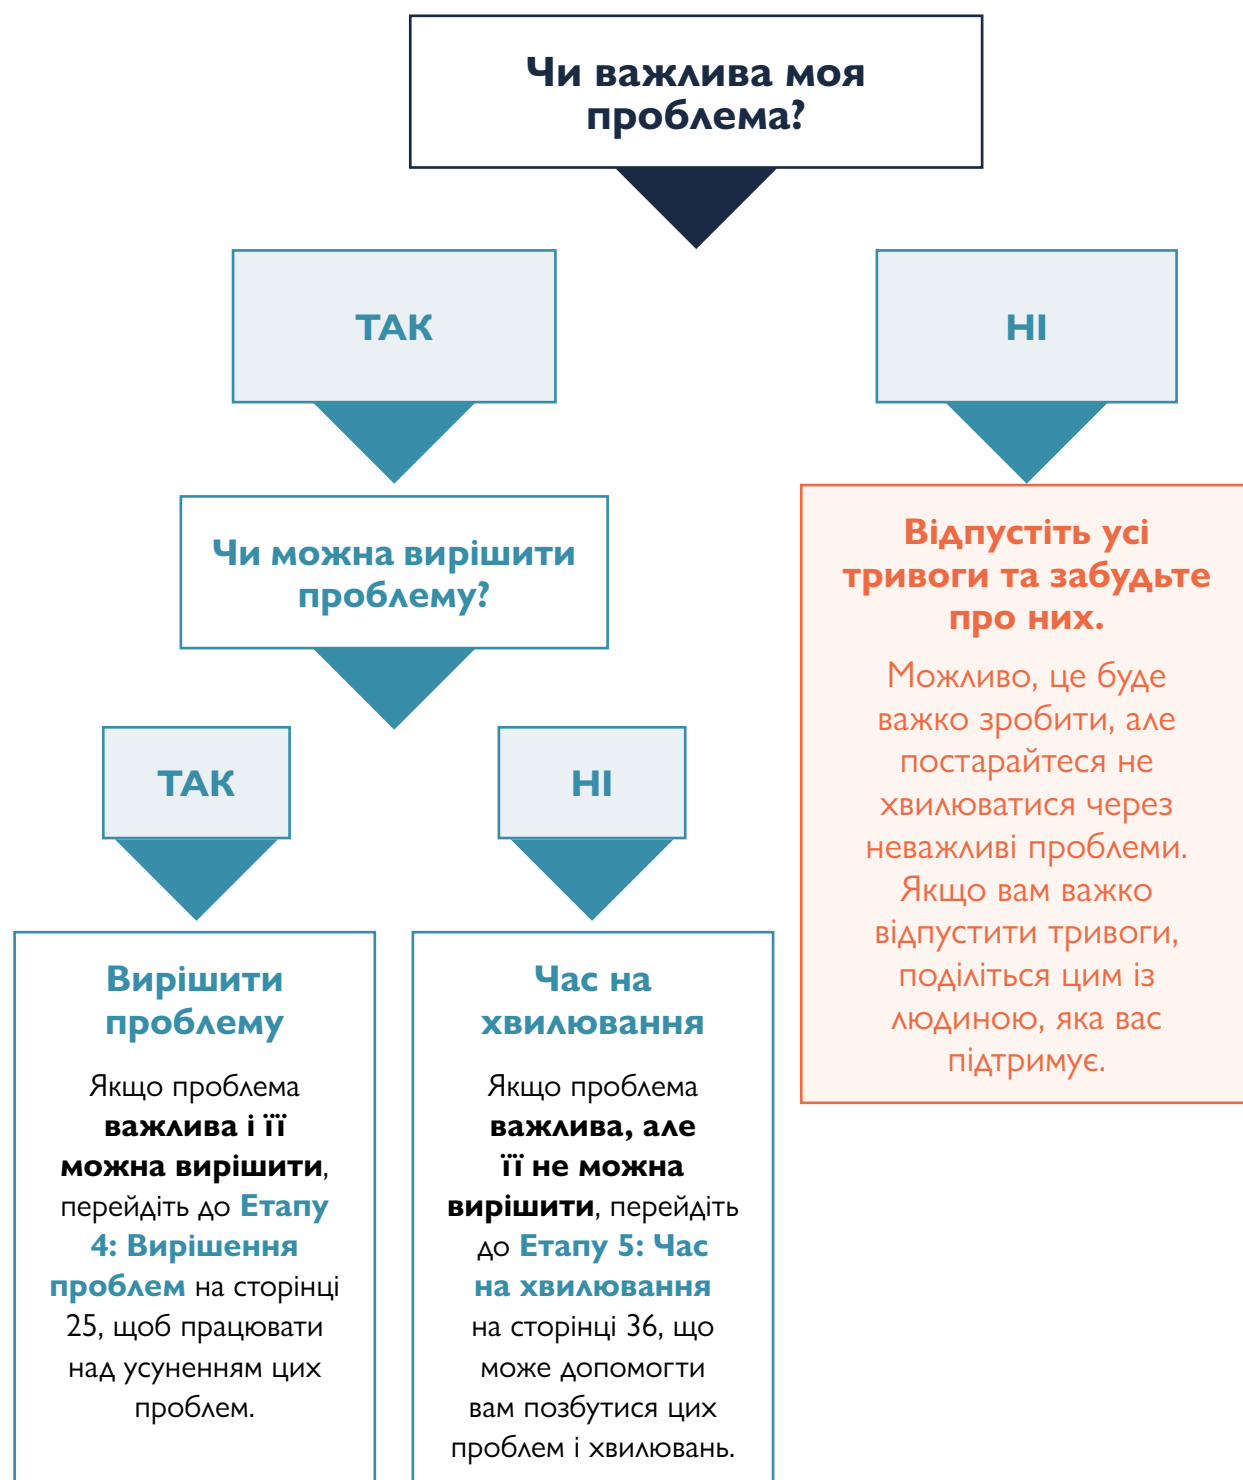 Чи важлива моя
проблема?
ТАК
НІ
Чи можна вирішити
проблему?
Відпустіть усі
тривоги та забудьте
про них.
Можливо, це буде
важко зробити, але
постарайтеся не
хвилюватися через
неважливі проблеми.
Якщо вам важко
відпустити тривоги,
поділіться цим із
людиною, яка вас
підтримує.
ТАК
НІ
Вирішити
проблему
Якщо проблема
важлива і її
можна вирішити,
перейдіть до Етапу
4: Вирішення
проблем на сторінці
25, щоб працювати
над усуненням цих
проблем.
Час на
хвилювання
Якщо проблема
важлива, але
її не можна
вирішити, перейдіть
до Етапу 5: Час
на хвилювання
на сторінці 36, що
може допомогти
вам позбутися цих
проблем і хвилювань.